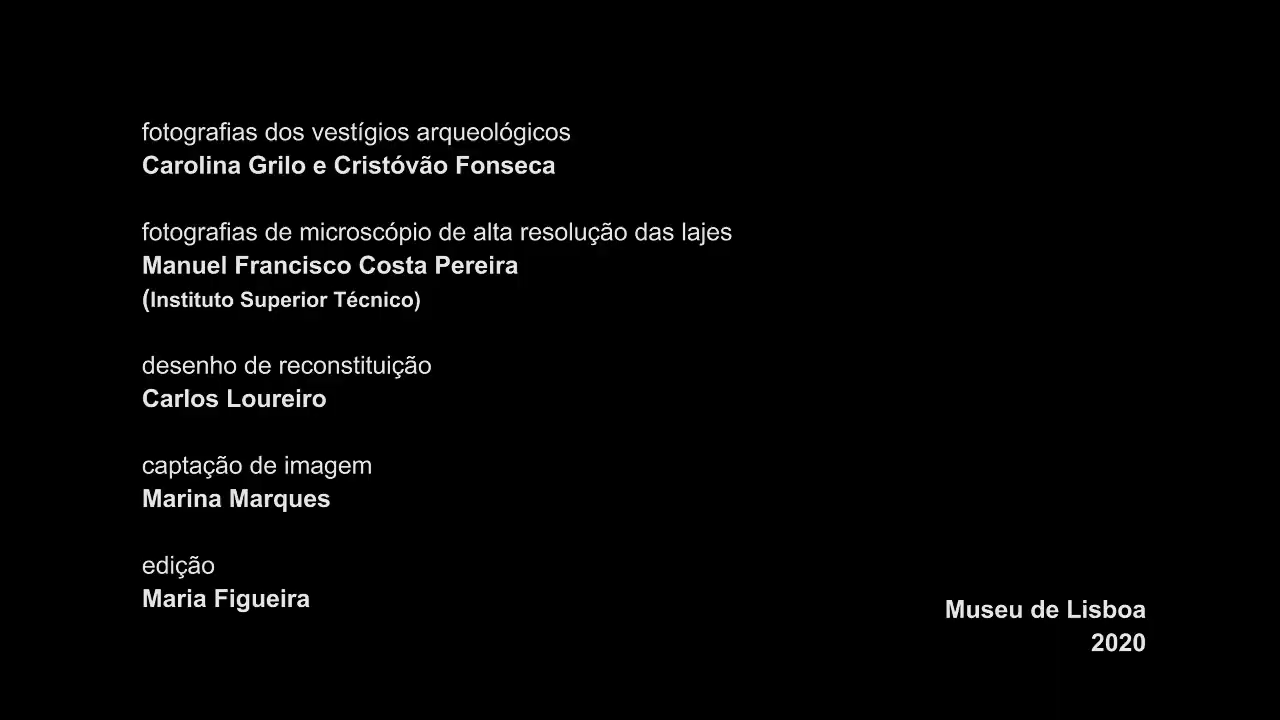 fotografias dos vestígios arqueológicos
Carolina Grilo e Cristóvão Fonseca
fotografias de microscópio de alta resolução das lajes
Manuel Francisco Costa Pereira
(Instituto Superior Técnico)
desenho de reconstituição
Carlos Loureiro
captação de imagem
Marina Marques
edição
Maria Figueira
Museu de Lisboa
2020